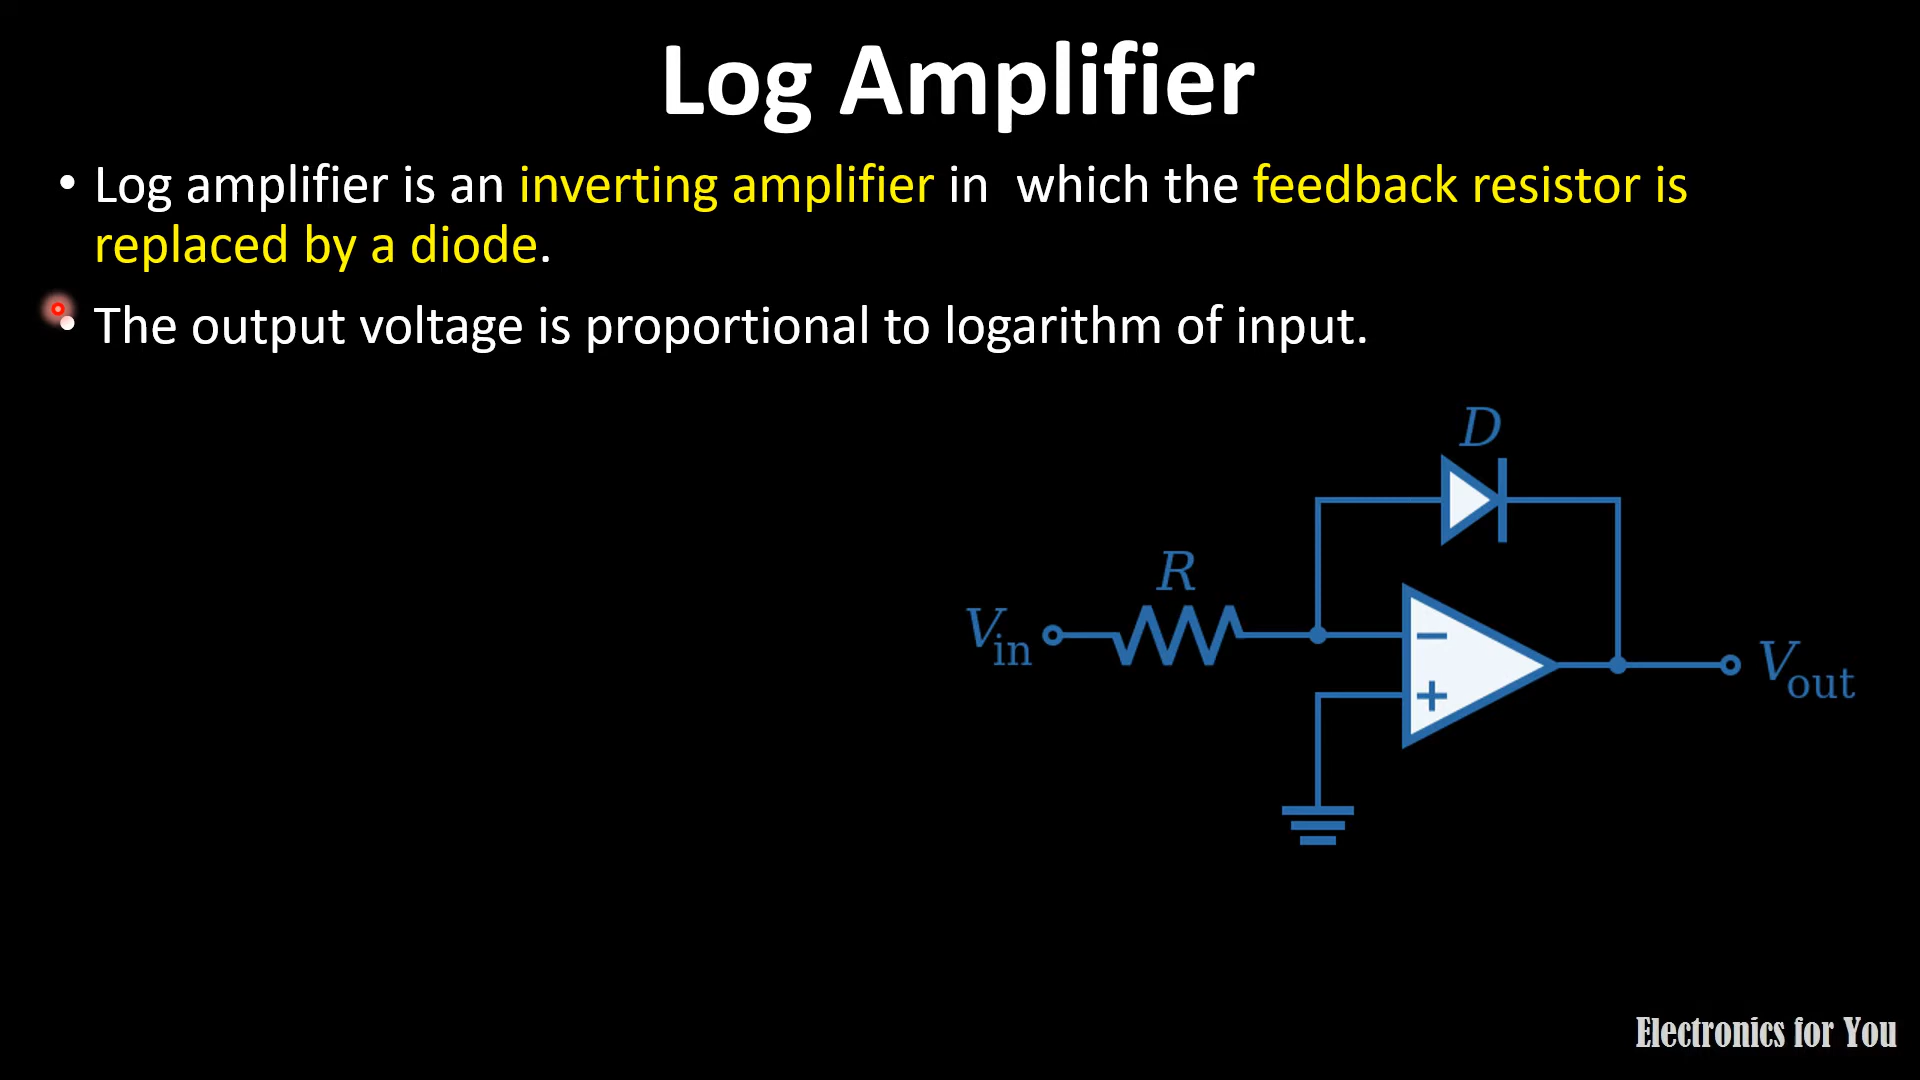 Log Amplifier
• Log amplifier is an inverting amplifier in  which the feedback resistor is
replaced by a diode.
• The output voltage is proportional to logarithm of input.
D
R
Vin
−
+
Vout
Electronics for You